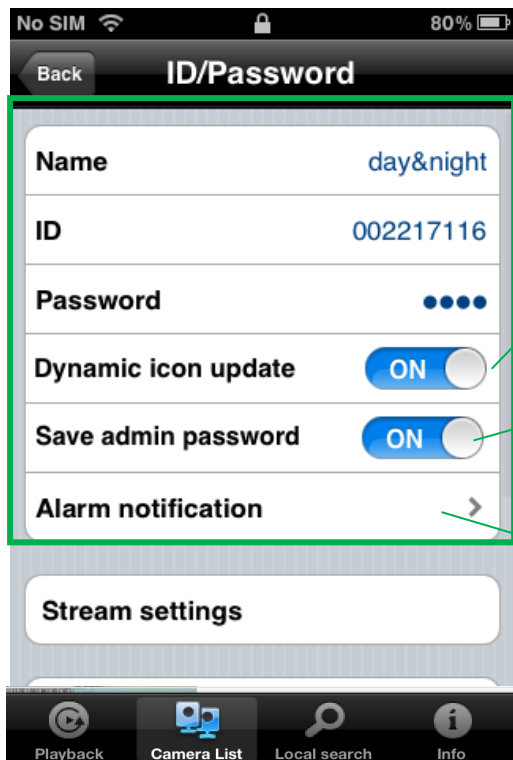 No SIM 80%
Back ID/Password
Name day&night
ID 002217116
Password ••••
Dynamic icon update ON
Save admin password ON
Alarm notification >
Stream settings
Playback Camera List Local search Info